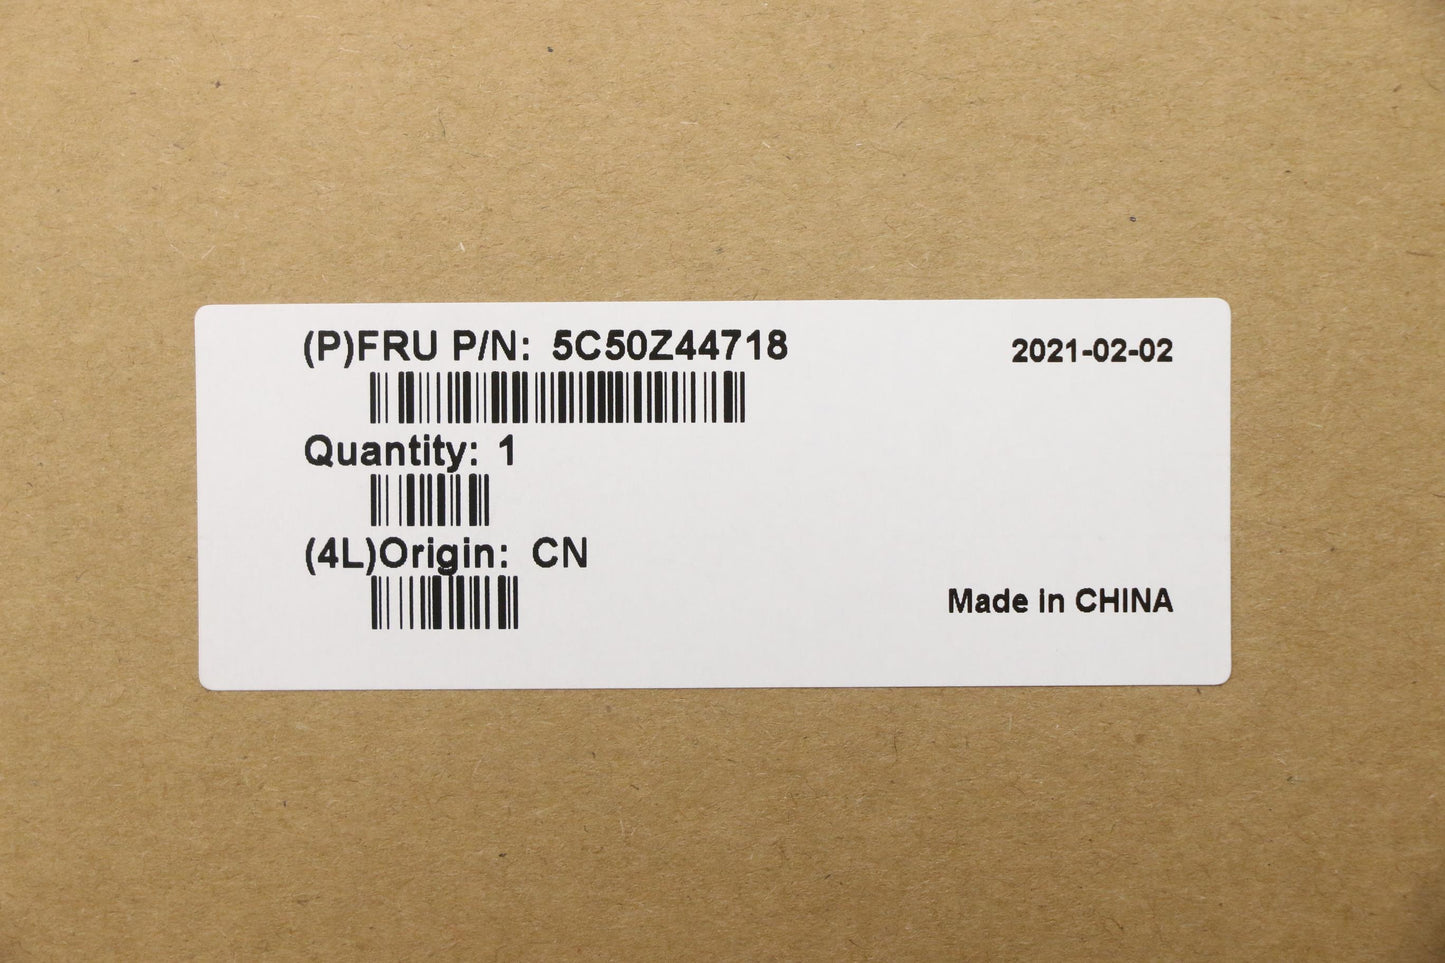 (P)FRU P/N: 5C50Z44718
2021-02-02
Quantity: 1
(4L)Origin: CN
Made in CHINA